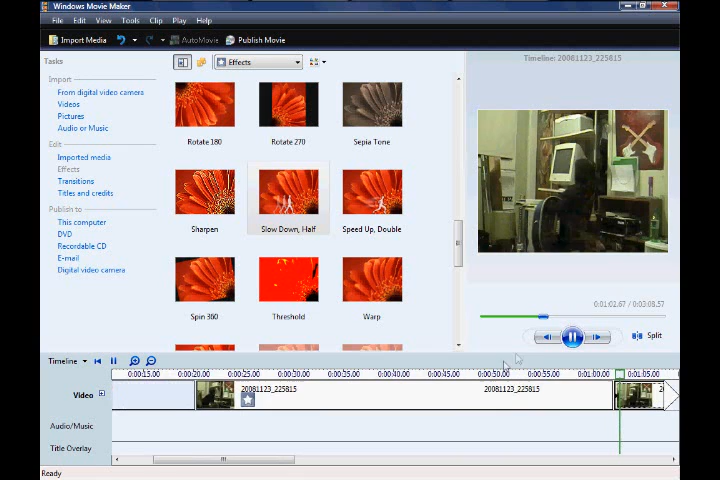 Windows Movie Maker
File Edit View Tools Clip Play Help
Import Media AutoMovie Publish Movie
Tasks
Effects
Timeline: 20081123_225815
Import
From digital video camera
Videos
Pictures
Audio or Music
Edit
Imported media
Effects
Transitions
Titles and credits
Publish to
This computer
DVD
Recordable CD
E-mail
Digital video camera
Rotate 180 Rotate 270 Sepia Tone
Sharpen Slow Down, Half Speed Up, Double
Spin 360 Threshold Warp
0:01:02.67 / 0:03:08.57
Split
Timeline
0:00:15.00 0:00:20.00 0:00:25.00 0:00:30.00 0:00:35.00 0:00:40.00 0:00:45.00 0:00:50.00 0:00:55.00 0:01:00.00 0:01:05.00
Video 20081123_225815 20081123_225815 2
Audio/Music
Title Overlay
Ready